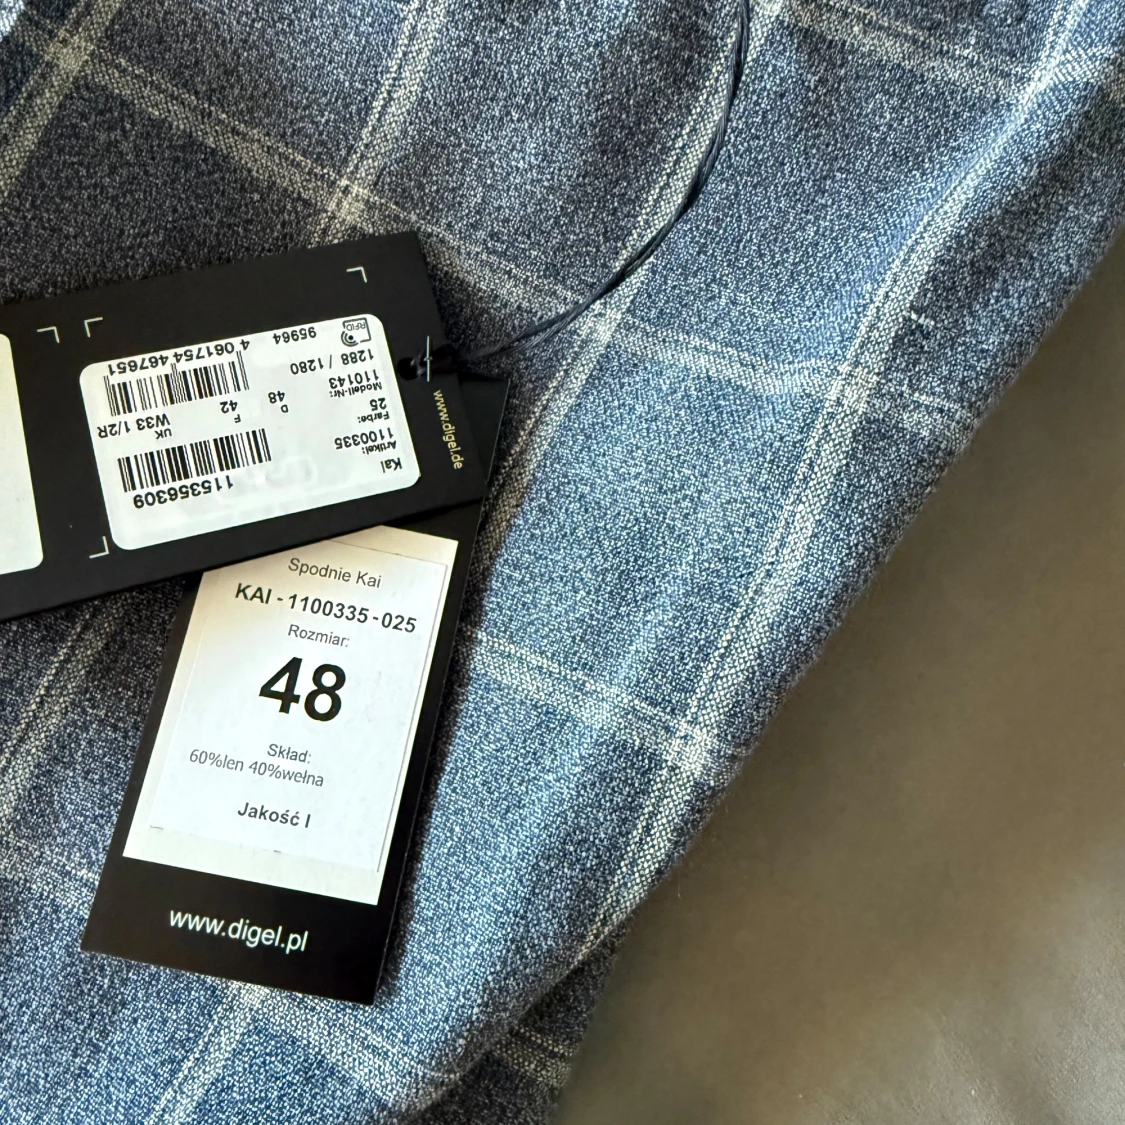 Kai
Artikel:
1100335
Farbe:
25
Modell-Nr.:
110143
1288 / 1280
RFID
95964
115356309
D
48
F
42
UK
W33 1/2R
4 061754 467651
www.digel.de
Spodnie Kai
KAI - 1100335 - 025
Rozmiar:
48
Skład:
60%len 40%wełna
Jakość I
www.digel.pl